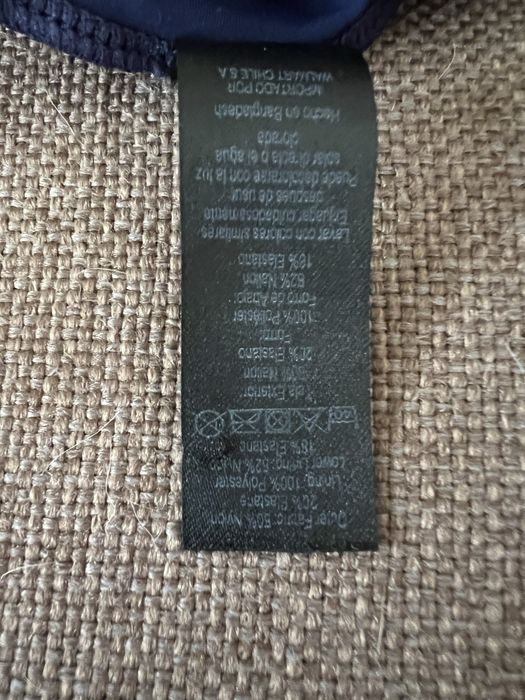 Outer Fabric: 80% Nylon
20% Elastane
Lining: 100% Polyester
Lower Lining: 82% Nylon
18% Elastane
Tela Exterior:
80% Nailon
20% Elastano
Forro:
100% Poliéster
Forro de Abajo:
82% Nailon
18% Elastano
Lavar con colores similares
Enjuagar cuidadosamente
después de usar
Puede decolorarse con la luz
solar directa o el agua
clorada
Hecho en Bangladesh
IMPORTADO POR
WALMART CHILE S.A